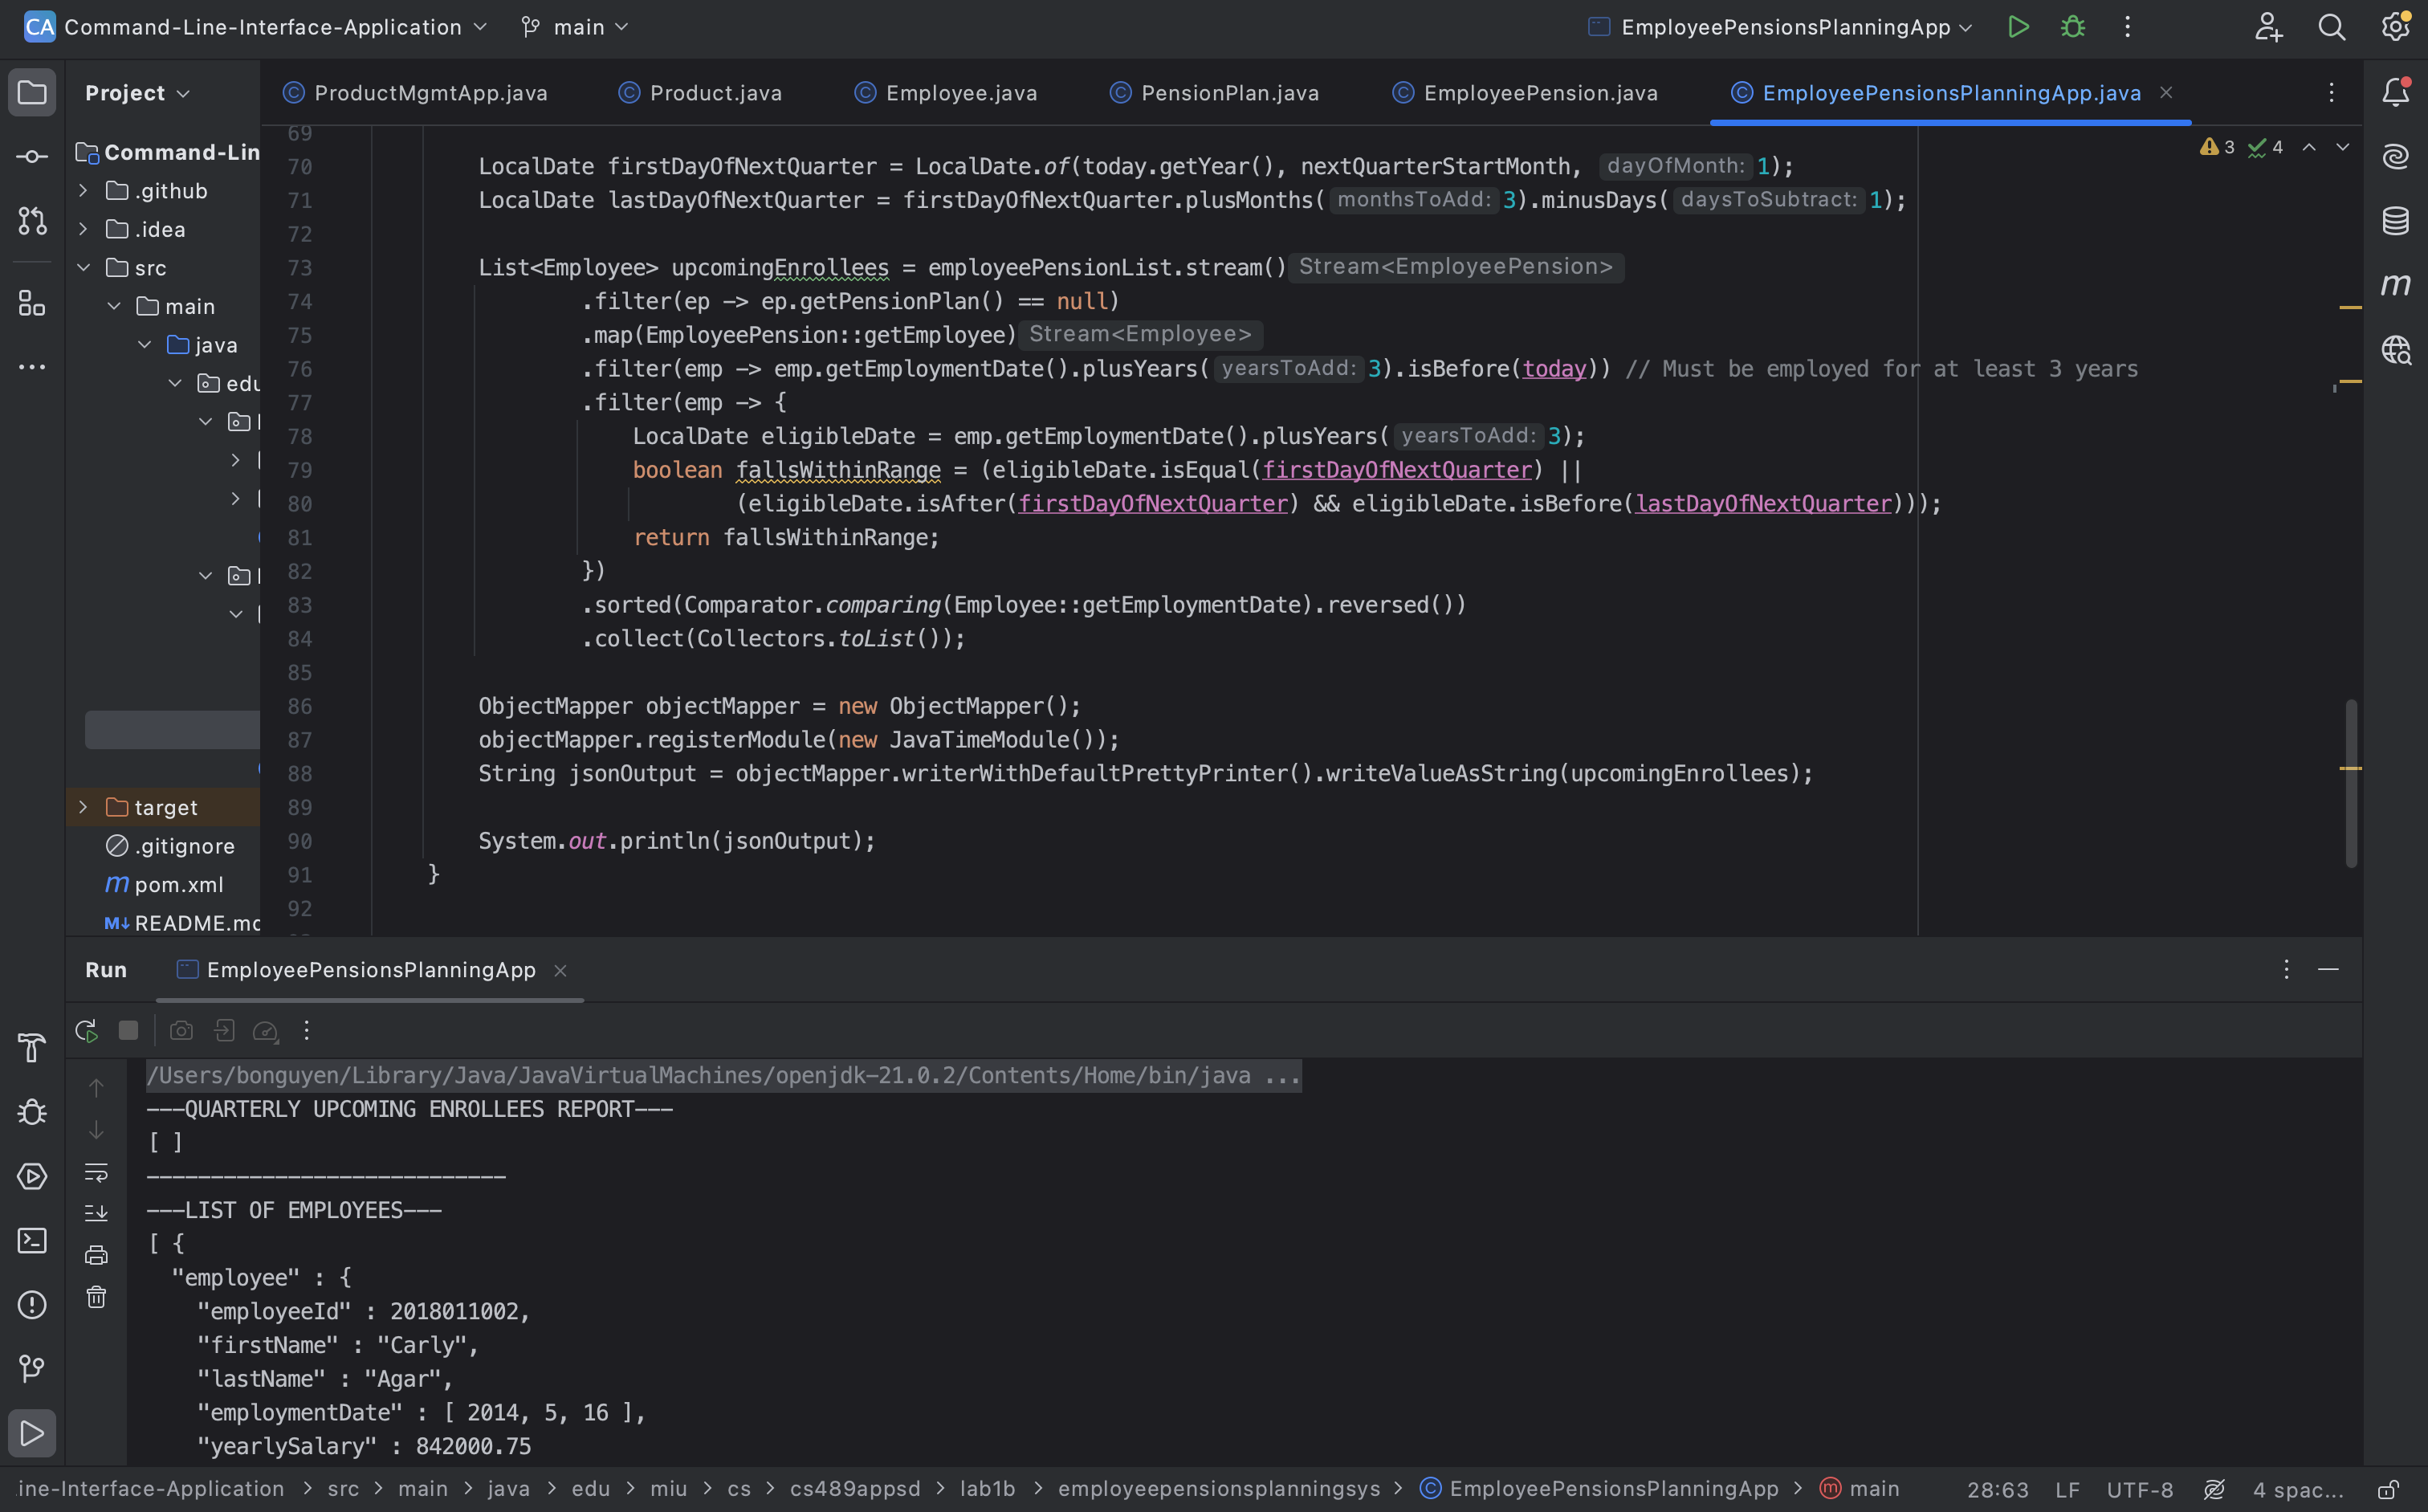 CA Command-Line-Interface-Application main EmployeePensionsPlanningApp
Project
ProductMgmtApp.java Product.java Employee.java PensionPlan.java EmployeePension.java EmployeePensionsPlanningApp.java
Command-Lin
.github
.idea
src
main
java
edu
target
.gitignore
m pom.xml
M↓ README.md
3 4
69
70 LocalDate firstDayOfNextQuarter = LocalDate.of(today.getYear(), nextQuarterStartMonth, dayOfMonth: 1);
71 LocalDate lastDayOfNextQuarter = firstDayOfNextQuarter.plusMonths( monthsToAdd: 3).minusDays( daysToSubtract: 1);
72
73 List<Employee> upcomingEnrollees = employeePensionList.stream() Stream<EmployeePension>
74 .filter(ep -> ep.getPensionPlan() == null)
75 .map(EmployeePension::getEmployee) Stream<Employee>
76 .filter(emp -> emp.getEmploymentDate().plusYears( yearsToAdd: 3).isBefore(today)) // Must be employed for at least 3 years
77 .filter(emp -> {
78 LocalDate eligibleDate = emp.getEmploymentDate().plusYears( yearsToAdd: 3);
79 boolean fallsWithinRange = (eligibleDate.isEqual(firstDayOfNextQuarter) ||
80 (eligibleDate.isAfter(firstDayOfNextQuarter) && eligibleDate.isBefore(lastDayOfNextQuarter)));
81 return fallsWithinRange;
82 })
83 .sorted(Comparator.comparing(Employee::getEmploymentDate).reversed())
84 .collect(Collectors.toList());
85
86 ObjectMapper objectMapper = new ObjectMapper();
87 objectMapper.registerModule(new JavaTimeModule());
88 String jsonOutput = objectMapper.writerWithDefaultPrettyPrinter().writeValueAsString(upcomingEnrollees);
89
90 System.out.println(jsonOutput);
91 }
92
m
Run EmployeePensionsPlanningApp
/Users/bonguyen/Library/Java/JavaVirtualMachines/openjdk-21.0.2/Contents/Home/bin/java ...
---QUARTERLY UPCOMING ENROLLEES REPORT---
[ ]
----------------------------
---LIST OF EMPLOYEES---
[ {
"employee" : {
"employeeId" : 2018011002,
"firstName" : "Carly",
"lastName" : "Agar",
"employmentDate" : [ 2014, 5, 16 ],
"yearlySalary" : 842000.75
ine-Interface-Application > src > main > java > edu > miu > cs > cs489appsd > lab1b > employeepensionsplanningsys > EmployeePensionsPlanningApp > main 28:63 LF UTF-8 4 spac...